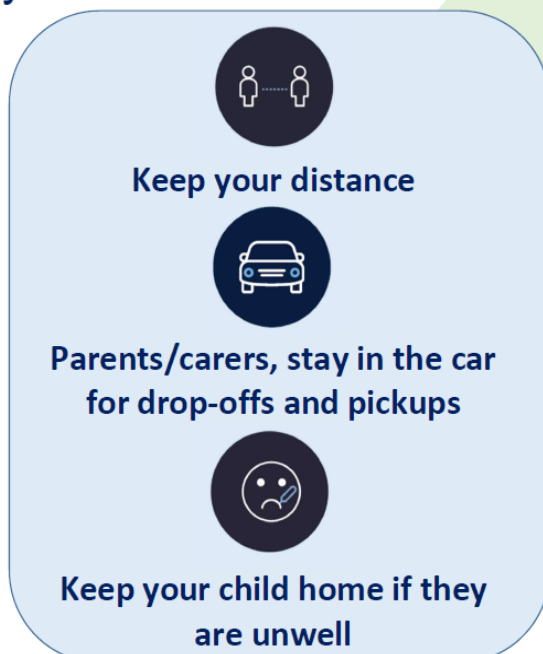 Keep your distance
Parents/carers, stay in the car
for drop-offs and pickups
Keep your child home if they
are unwell